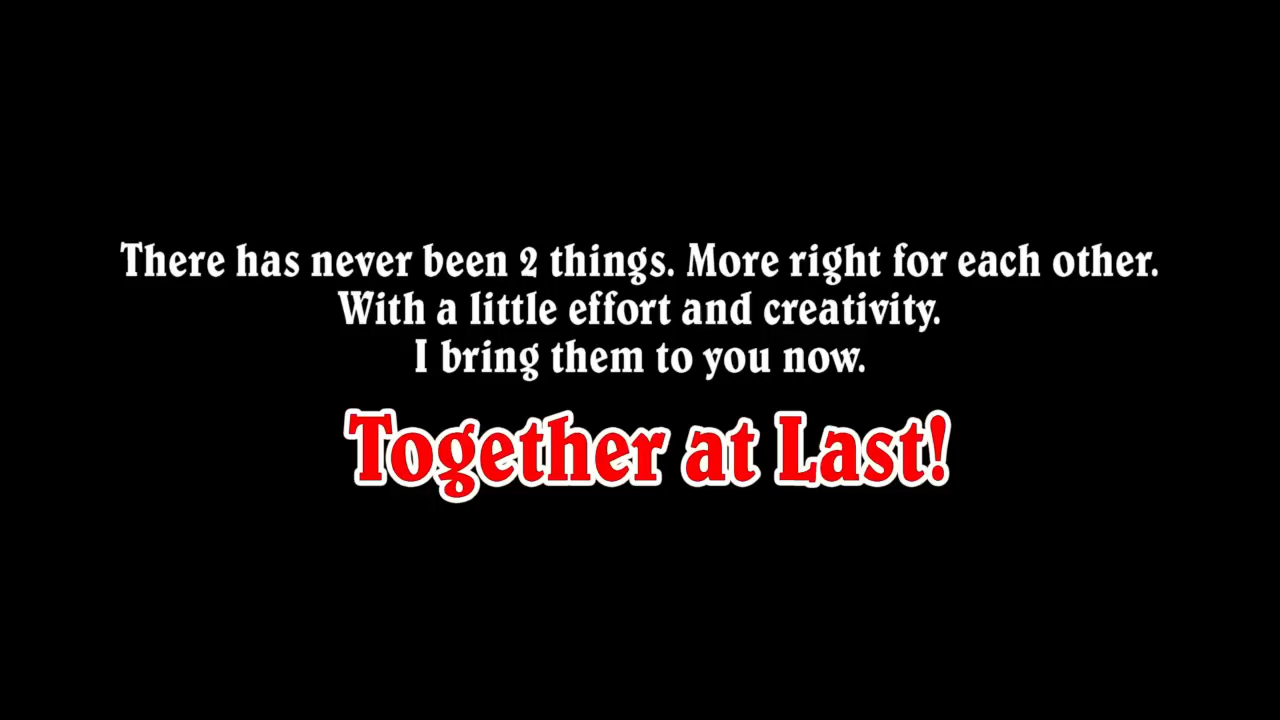 There has never been 2 things. More right for each other.
With a little effort and creativity.
I bring them to you now.
Together at Last!